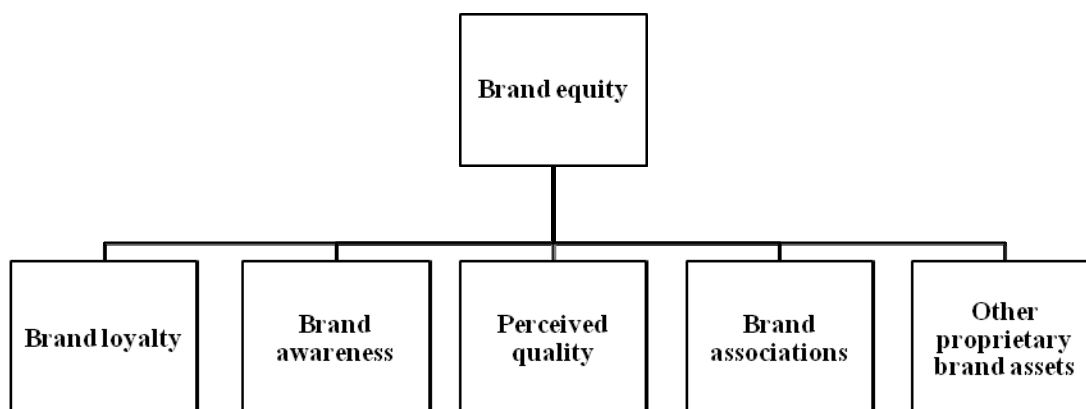 Brand equity
Brand loyalty
Brand
awareness
Perceived
quality
Brand
associations
Other
proprietary
brand assets